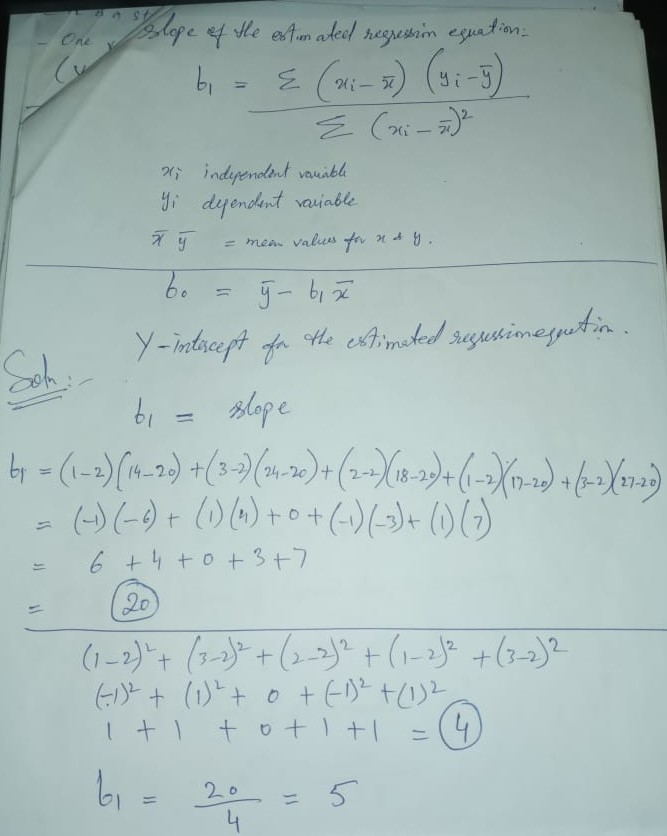 - One
Slope of the estimated regression equation:-
b₁ = Σ (xi - x̄) (yi - ȳ)
Σ (xi - x̄)²
xi independent variable
yi dependent variable
x̄ ȳ = mean values for x & y.
b₀ = ȳ - b₁ x̄
Y-intercept for the estimated regression equation.
Soln:-
b₁ = slope
b₁ = (1-2)(14-20) + (3-2)(24-20) + (2-2)(18-20) + (1-2)(17-20) + (3-2)(27-20)
= (-1)(-6) + (1)(4) + 0 + (-1)(-3) + (1)(7)
= 6 + 4 + 0 + 3 + 7
= 20
(1-2)² + (3-2)² + (2-2)² + (1-2)² + (3-2)²
(-1)² + (1)² + 0 + (-1)² + (1)²
1 + 1 + 0 + 1 + 1 = 4
b₁ = 20/4 = 5